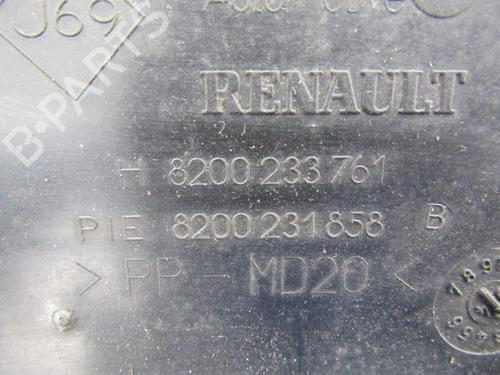 J69
RENAULT
H 8200 233 761
PIE 8200 231 858 B
> PP - MD20 <
B-PARTS